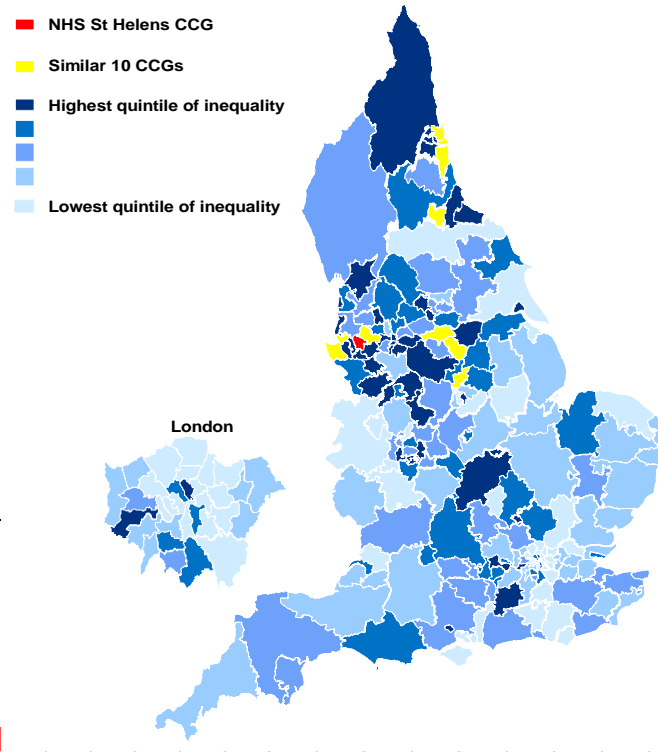 NHS St Helens CCG
Similar 10 CCGs
Highest quintile of inequality
Lowest quintile of inequality
London